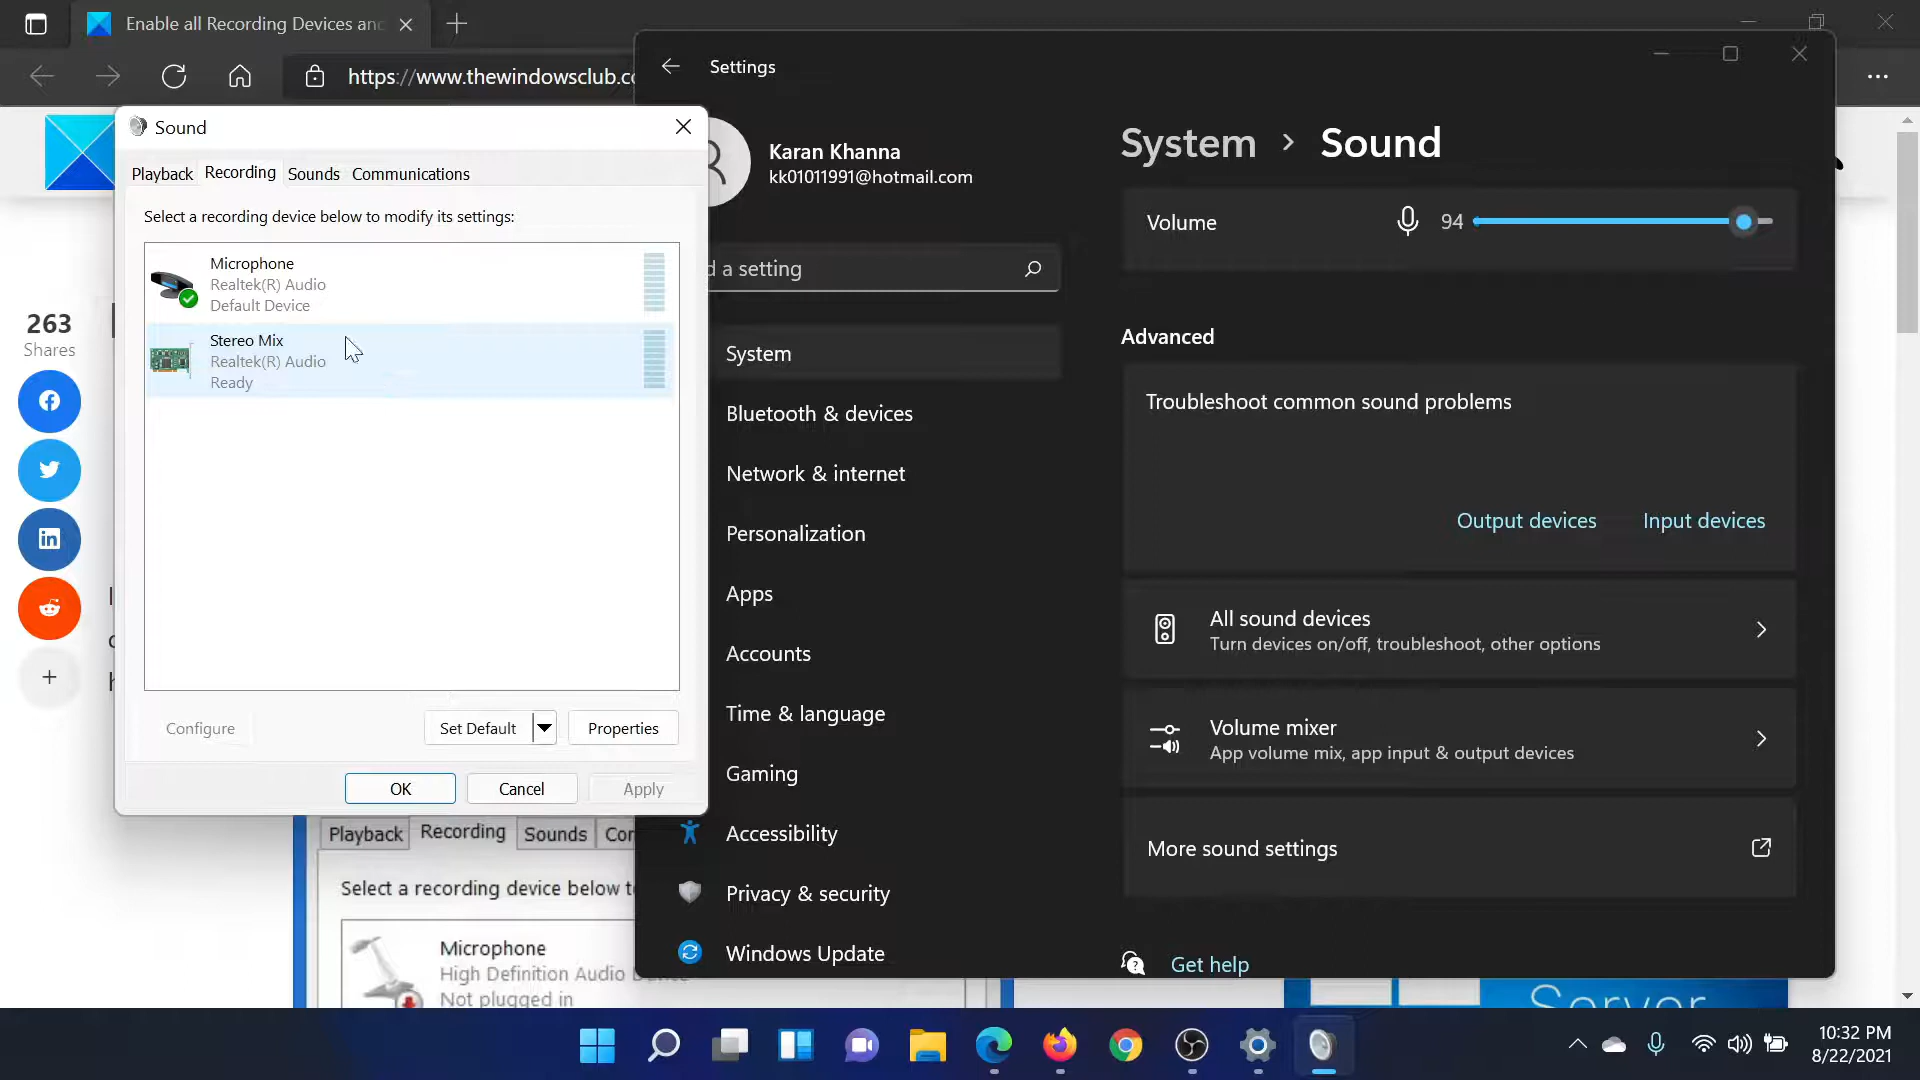 Enable all Recording Devices and
https://www.thewindowsclub.co
Settings
Sound
Playback Recording Sounds Communications
Select a recording device below to modify its settings:
Microphone
Realtek(R) Audio
Default Device
Stereo Mix
Realtek(R) Audio
Ready
Configure
Set Default
Properties
OK
Cancel
Apply
263
Shares
Karan Khanna
kk01011991@hotmail.com
d a setting
System
Bluetooth & devices
Network & internet
Personalization
Apps
Accounts
Time & language
Gaming
Accessibility
Privacy & security
Windows Update
System > Sound
Volume
94
Advanced
Troubleshoot common sound problems
Output devices
Input devices
All sound devices
Turn devices on/off, troubleshoot, other options
Volume mixer
App volume mix, app input & output devices
More sound settings
Get help
Playback Recording Sounds Cor
Select a recording device below t
Microphone
High Definition Audio
Not plugged in
Server
10:32 PM
8/22/2021